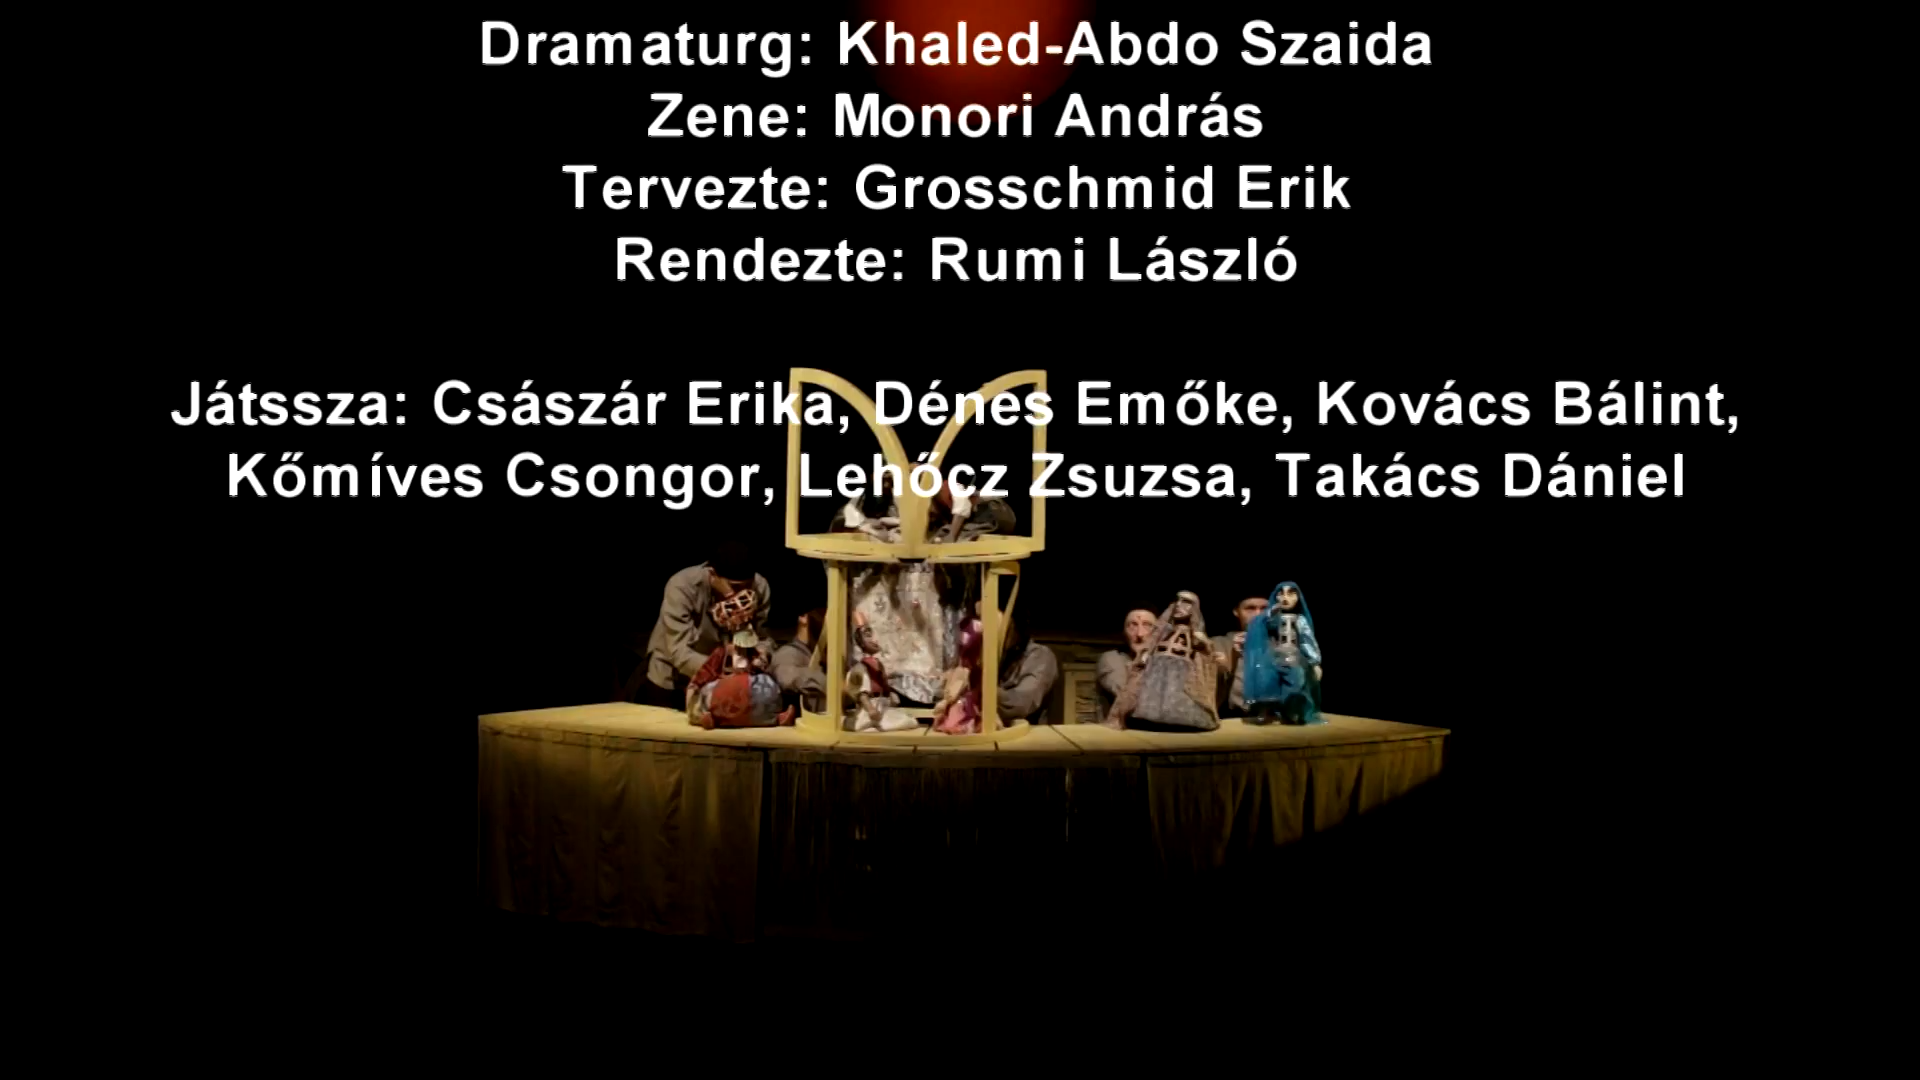 Dramaturg: Khaled-Abdo Szaida
Zene: Monori András
Tervezte: Grosschmid Erik
Rendezte: Rumi László
Játssza: Császár Erika, Dénes Emőke, Kovács Bálint,
Kőmíves Csongor, Lehőcz Zsuzsa, Takács Dániel